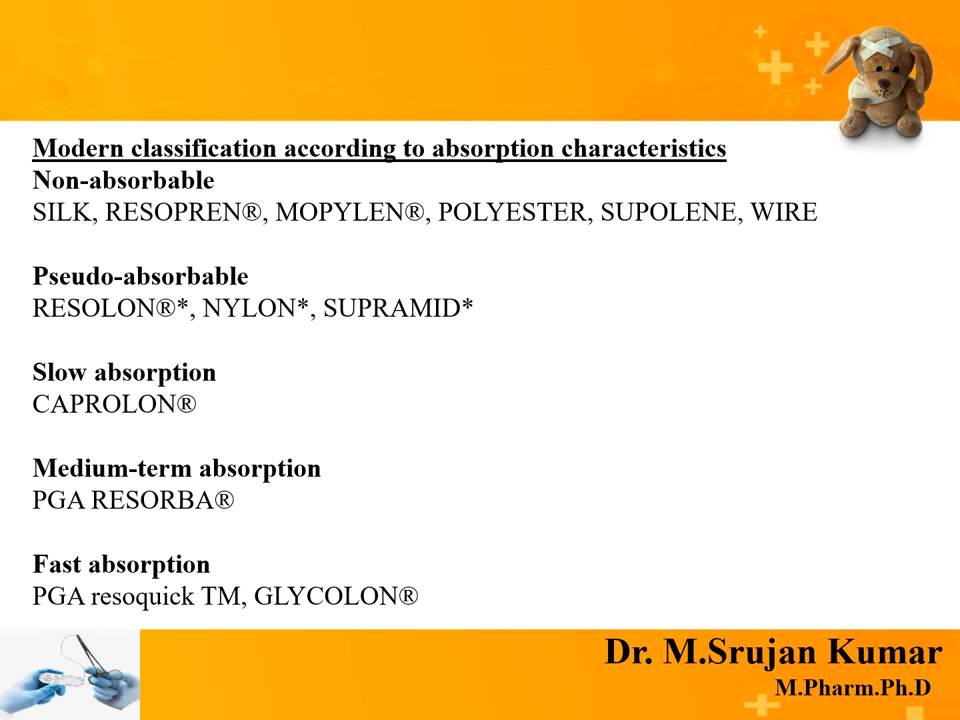 Modern classification according to absorption characteristics
Non-absorbable
SILK, RESOPREN®, MOPYLEN®, POLYESTER, SUPOLENE, WIRE
Pseudo-absorbable
RESOLON®*, NYLON*, SUPRAMID*
Slow absorption
CAPROLON®
Medium-term absorption
PGA RESORBA®
Fast absorption
PGA resoquick TM, GLYCOLON®
Dr. M.Srujan Kumar
M.Pharm.Ph.D